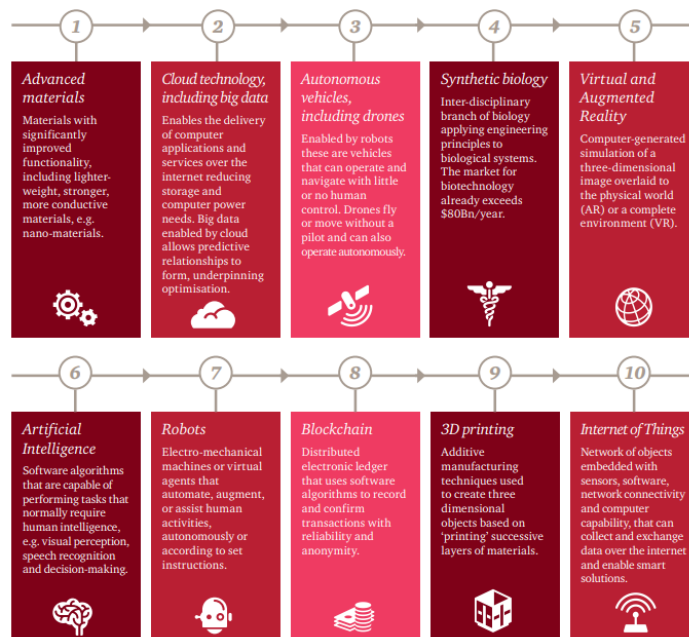 1
2
3
4
5
Advanced
materials
Materials with
significantly
improved
functionality,
including lighter-
weight, stronger,
more conductive
materials, e.g.
nano-materials.
Cloud technology,
including big data
Enables the delivery
of computer
applications and
services over the
internet reducing
storage and
computer power
needs. Big data
enabled by cloud
allows predictive
relationships to
form, underpinning
optimisation.
Autonomous
vehicles,
including drones
Enabled by robots
these are vehicles
that can operate and
navigate with little
or no human
control. Drones fly
or move without a
pilot and can also
operate autonomously.
Synthetic biology
Inter-disciplinary
branch of biology
applying engineering
principles to
biological systems.
The market for
biotechnology
already exceeds
$80Bn/year.
Virtual and
Augmented
Reality
Computer-generated
simulation of a
three-dimensional
image overlaid to
the physical world
(AR) or a complete
environment (VR).
6
7
8
9
10
Artificial
Intelligence
Software algorithms
that are capable of
performing tasks that
normally require
human intelligence,
e.g. visual perception,
speech recognition
and decision-making.
Robots
Electro-mechanical
machines or virtual
agents that
automate, augment,
or assist human
activities,
autonomously or
according to set
instructions.
Blockchain
Distributed
electronic ledger
that uses software
algorithms to record
and confirm
transactions with
reliability and
anonymity.
3D printing
Additive
manufacturing
techniques used
to create three
dimensional
objects based on
‘printing’ successive
layers of materials.
Internet of Things
Network of objects
embedded with
sensors, software,
network connectivity
and computer
capability, that can
collect and exchange
data over the internet
and enable smart
solutions.